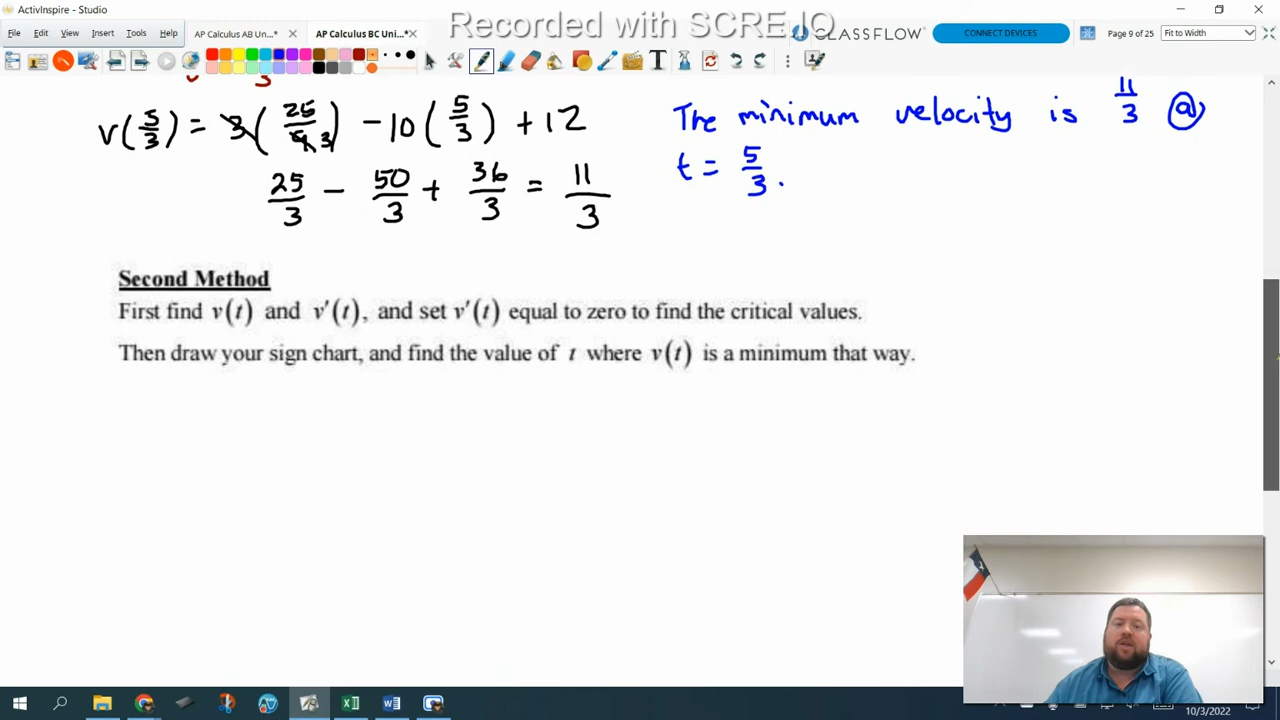 ActivInspire - Studio
Recorded with SCRE.IO
File Edit View Insert Tools Help
AP Calculus AB Un...* × AP Calculus BC Uni...* ×
CLASSFLOW CONNECT DEVICES Page 9 of 25 Fit to Width
v(5/3) = 3(25/9 3) - 10(5/3) + 12
25/3 - 50/3 + 36/3 = 11/3
The minimum velocity is 11/3 @
t = 5/3.
Second Method
First find v(t) and v'(t), and set v'(t) equal to zero to find the critical values.
Then draw your sign chart, and find the value of t where v(t) is a minimum that way.
10/3/2022